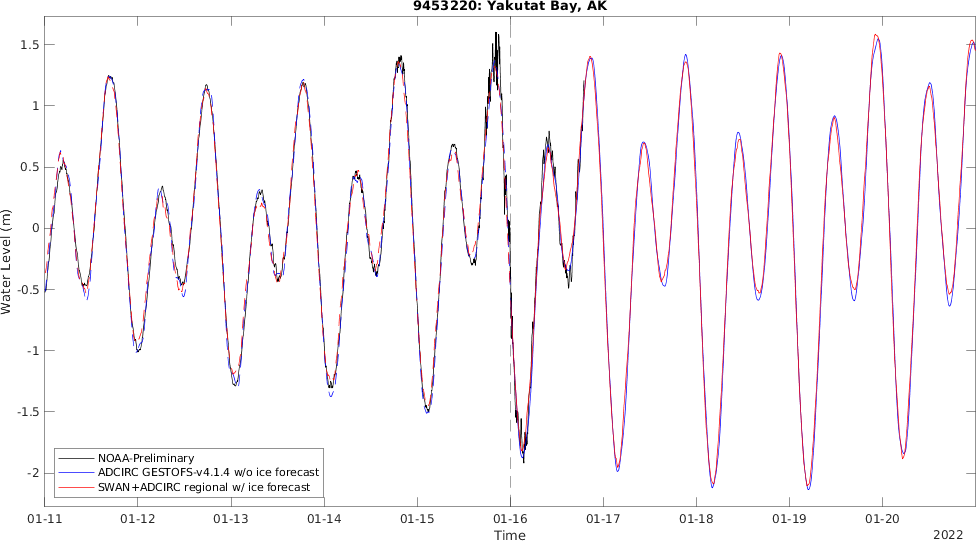 9453220: Yakutat Bay, AK
Water Level (m)
1.5
1
0.5
0
-0.5
-1
-1.5
-2
NOAA-Preliminary
ADCIRC GESTOFS-v4.1.4 w/o ice forecast
SWAN+ADCIRC regional w/ ice forecast
01-11 01-12 01-13 01-14 01-15 01-16 01-17 01-18 01-19 01-20
Time
2022